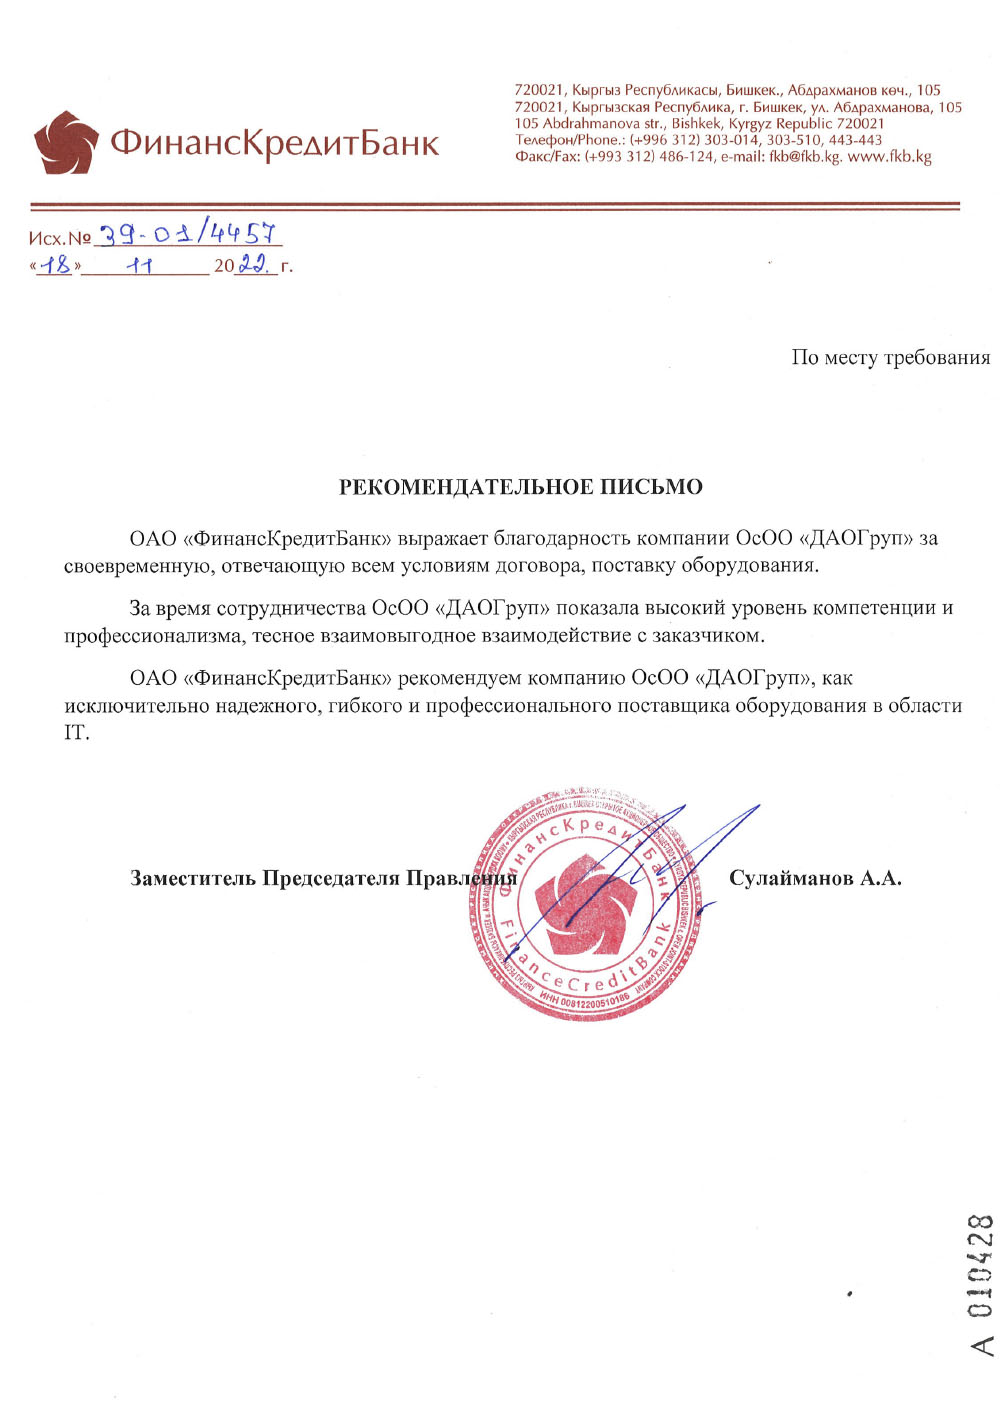 ФинансКредитБанк
720021, Кыргыз Республикасы, Бишкек., Абдрахманов көч., 105
720021, Кыргызская Республика, г. Бишкек, ул. Абдрахманова, 105
105 Abdrahmanova str., Bishkek, Kyrgyz Republic 720021
Телефон/Phone.: (+996 312) 303-014, 303-510, 443-443
Факс/Fax: (+993 312) 486-124, e-mail: fkb@fkb.kg. www.fkb.kg
Исх.№ 39-01/4457
«18» 11 2022. г.
По месту требования
РЕКОМЕНДАТЕЛЬНОЕ ПИСЬМО
ОАО «ФинансКредитБанк» выражает благодарность компании ОсОО «ДАОГруп» за
своевременную, отвечающую всем условиям договора, поставку оборудования.
За время сотрудничества ОсОО «ДАОГруп» показала высокий уровень компетенции и
профессионализма, тесное взаимовыгодное взаимодействие с заказчиком.
ОАО «ФинансКредитБанк» рекомендуем компанию ОсОО «ДАОГруп», как
исключительно надежного, гибкого и профессионального поставщика оборудования в области
IT.
Заместитель Председателя Правления Сулайманов А.А.
ФинансКредитБанк
FinanceCreditBank
ИНН 00812200510186
А 010428